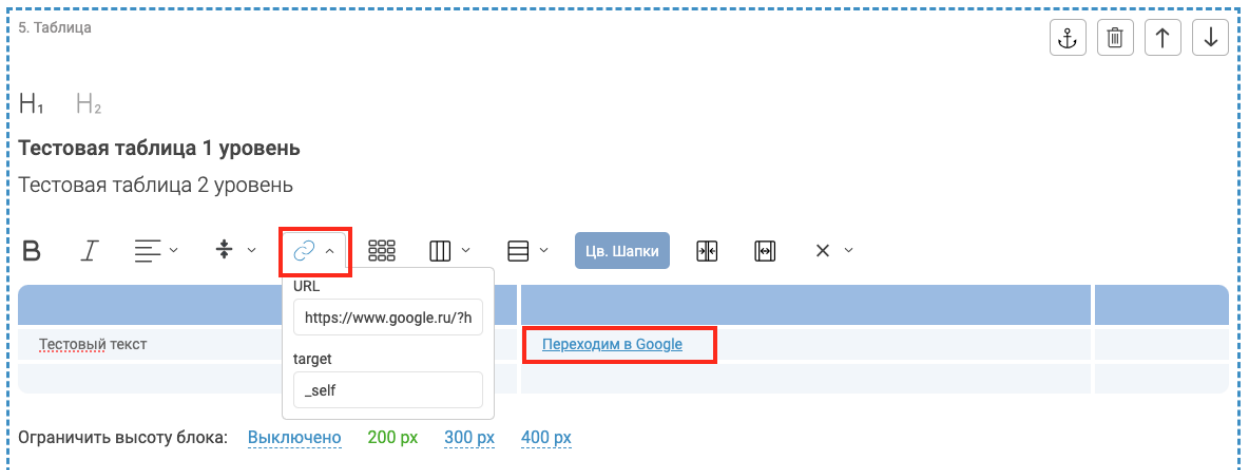 5. Таблица
H₁ H₂
Тестовая таблица 1 уровень
Тестовая таблица 2 уровень
B I Цв. Шапки
URL
https://www.google.ru/?h
Тестовый текст Переходим в Google
target
_self
Ограничить высоту блока: Выключено 200 px 300 px 400 px